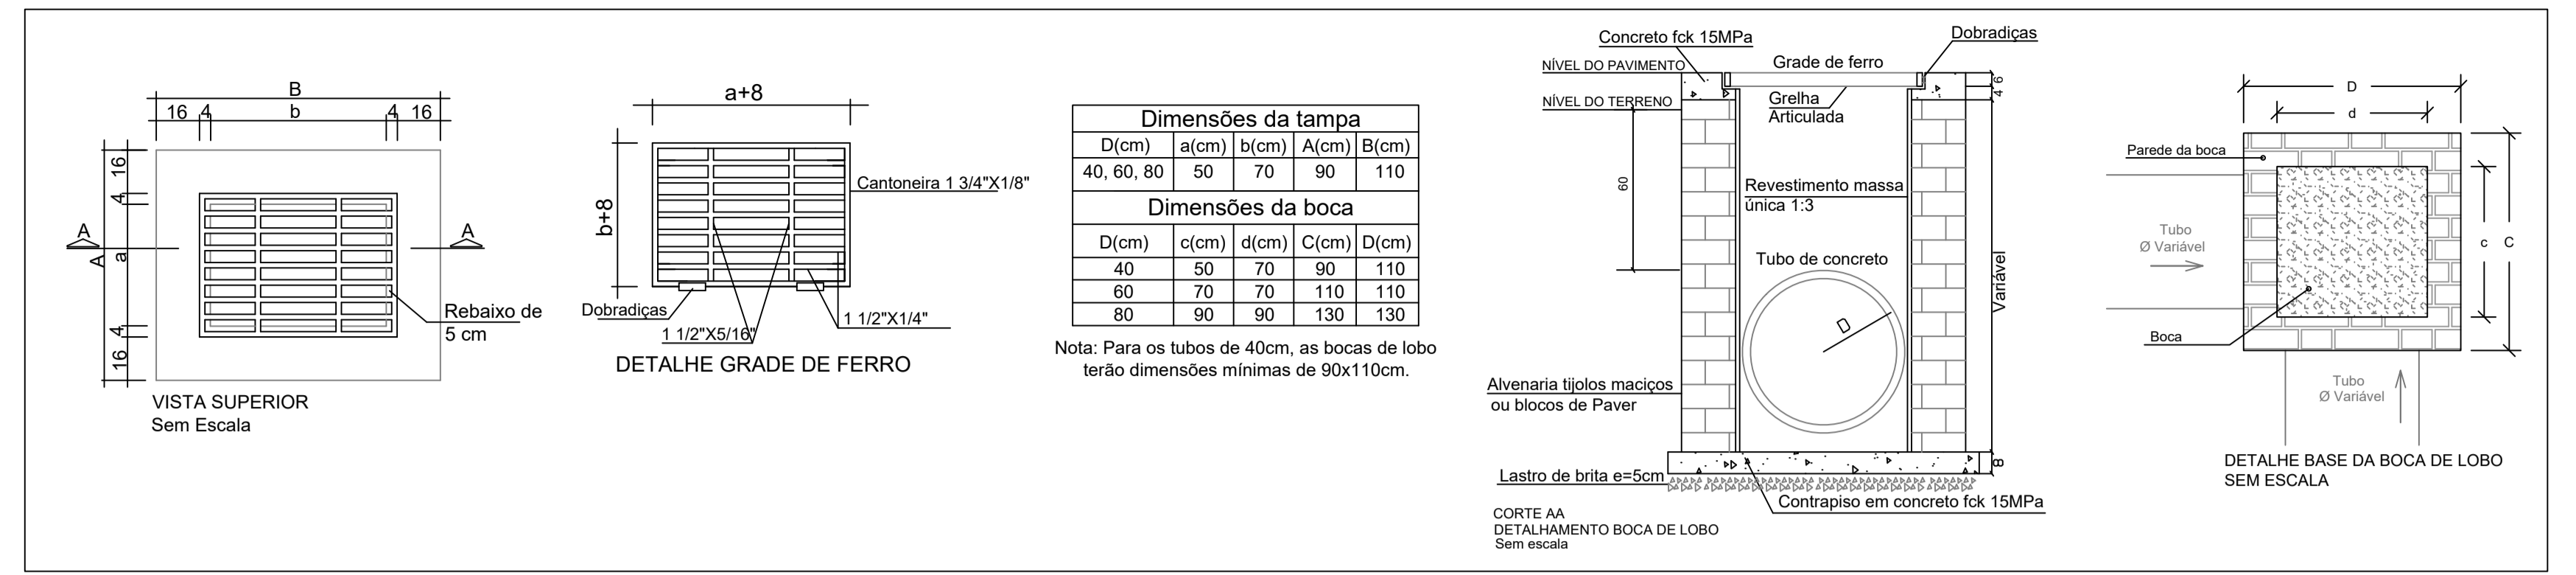 B
16 4 b 4 16
16
4
A
a
A
A
4
16
Rebaixo de
5 cm
VISTA SUPERIOR
Sem Escala
a+8
b+8
Cantoneira 1 3/4"X1/8"
Dobradiças
1 1/2"X5/16"
1 1/2"X1/4"
DETALHE GRADE DE FERRO
Dimensões da tampa
D(cm) a(cm) b(cm) A(cm) B(cm)
40, 60, 80 50 70 90 110
Dimensões da boca
D(cm) c(cm) d(cm) C(cm) D(cm)
40 50 70 90 110
60 70 70 110 110
80 90 90 130 130
Nota: Para os tubos de 40cm, as bocas de lobo
terão dimensões mínimas de 90x110cm.
Concreto fck 15MPa
Dobradiças
NÍVEL DO PAVIMENTO
Grade de ferro
6
4
NÍVEL DO TERRENO
Grelha
Articulada
60
Revestimento massa
única 1:3
Tubo de concreto
D
Variável
Alvenaria tijolos maciços
ou blocos de Paver
8
Lastro de brita e=5cm
Contrapiso em concreto fck 15MPa
CORTE AA
DETALHAMENTO BOCA DE LOBO
Sem escala
D
d
Parede da boca
Tubo
Ø Variável
c
C
Boca
Tubo
Ø Variável
DETALHE BASE DA BOCA DE LOBO
SEM ESCALA